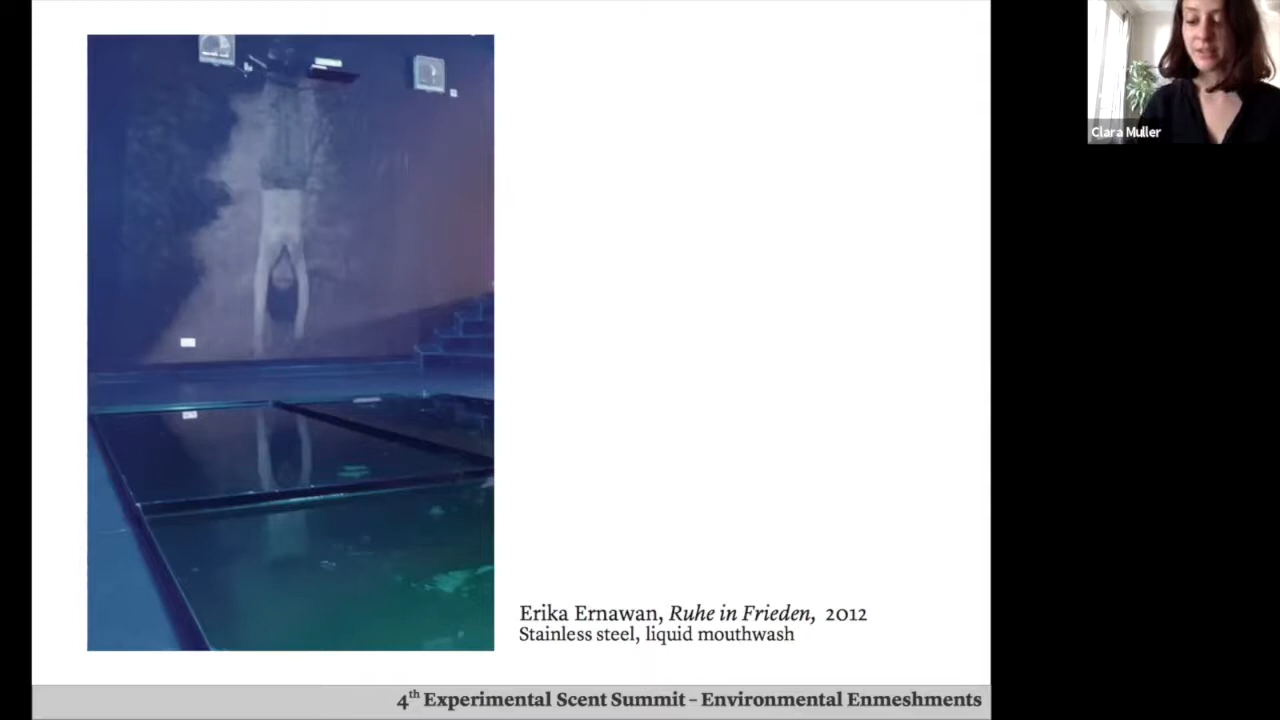 Clara Muller
Erika Ernawan, Ruhe in Frieden, 2012
Stainless steel, liquid mouthwash
4th Experimental Scent Summit – Environmental Enmeshments